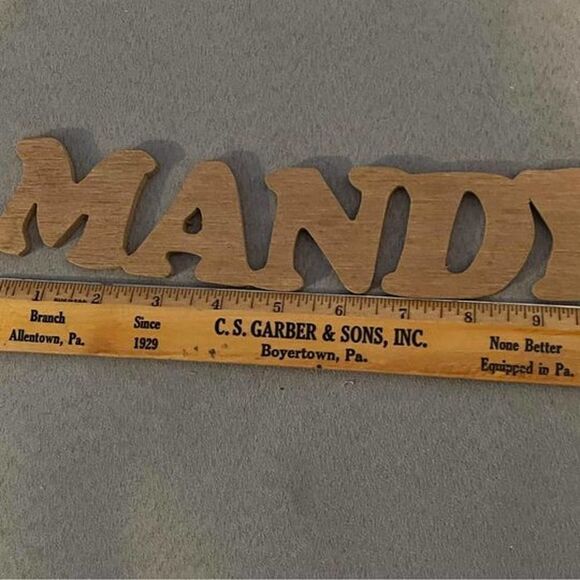 MANDY
1 2 3 4 5 6 7 8 9
Branch
Allentown, Pa.
Since
1929
C. S. GARBER & SONS, INC.
Boyertown, Pa.
None Better
Equipped in Pa.